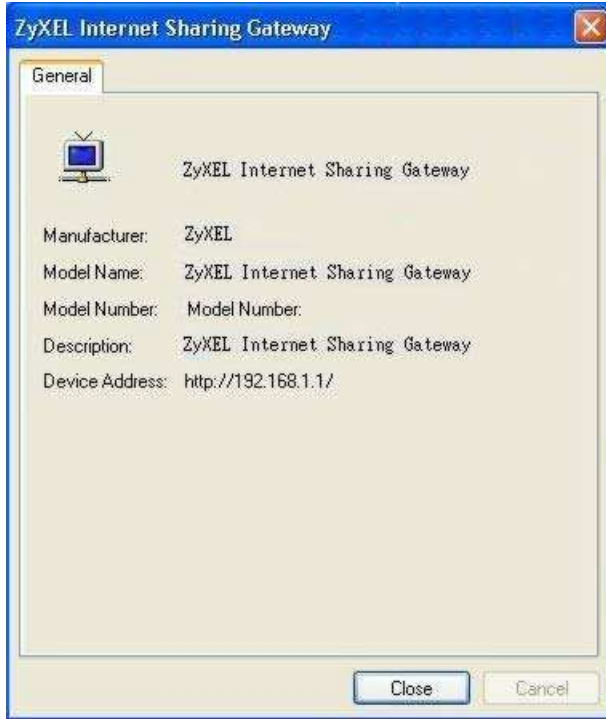 ZyXEL Internet Sharing Gateway
General
ZyXEL Internet Sharing Gateway
Manufacturer: ZyXEL
Model Name: ZyXEL Internet Sharing Gateway
Model Number: Model Number:
Description: ZyXEL Internet Sharing Gateway
Device Address: http://192.168.1.1/
Close Cancel